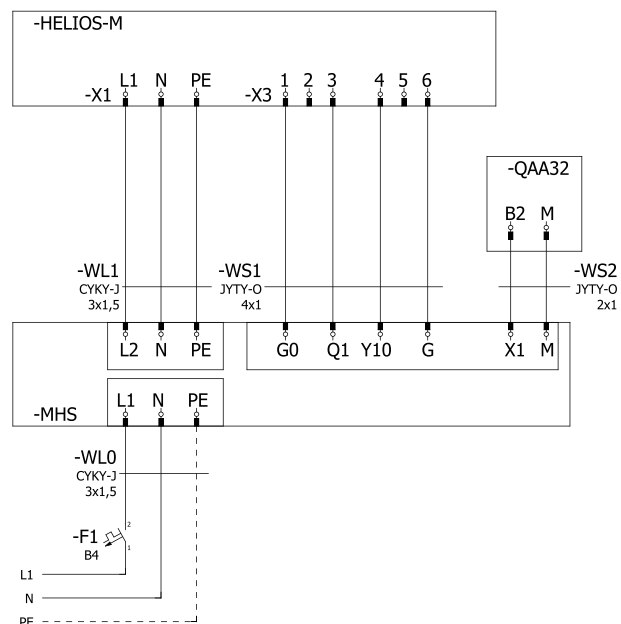 -HELIOS-M
L1 N PE 1 2 3 4 5 6
-X1 -X3
-QAA32
B2 M
-WL1 -WS1 -WS2
CYKY-J JYTY-O JYTY-O
3x1,5 4x1 2x1
L2 N PE G0 Q1 Y10 G X1 M
L1 N PE
-MHS
-WL0
CYKY-J
3x1,5
2
-F1
1
B4
L1
N
PE